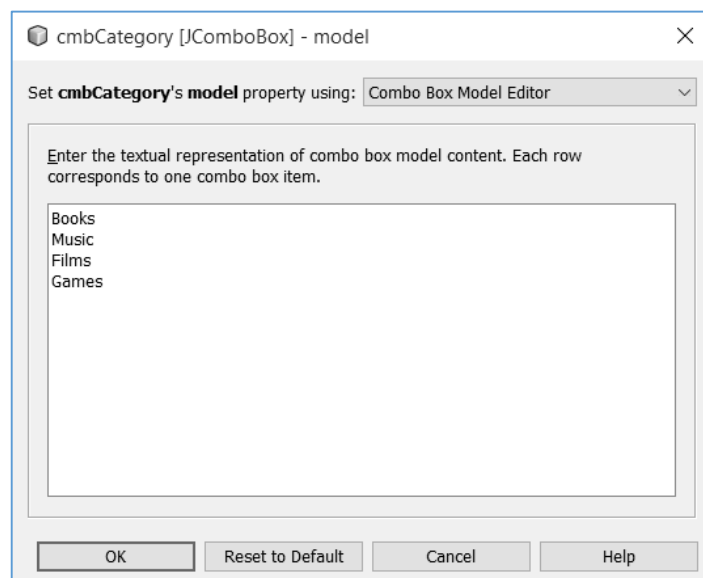 cmbCategory [JComboBox] - model
Set cmbCategory's model property using: Combo Box Model Editor
Enter the textual representation of combo box model content. Each row
corresponds to one combo box item.
Books
Music
Films
Games
OK Reset to Default Cancel Help